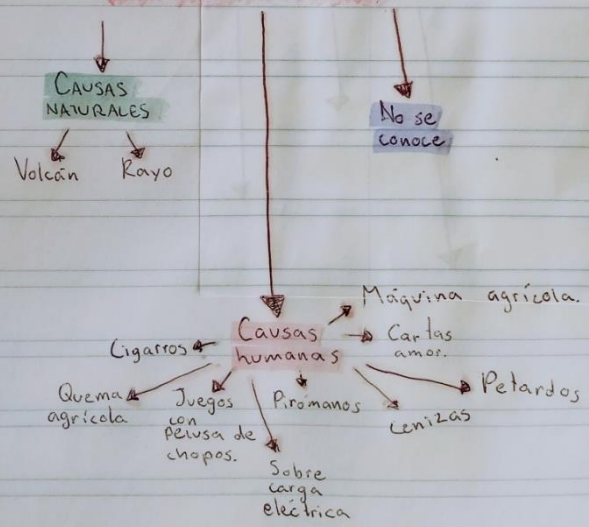 CAUSAS
NATURALES
No se
conoce
Volcán
Rayo
Máquina agrícola.
Causas
humanas
Cartas
amor.
Cigarros
Petardos
Quema
agrícola
Juegos
con
pelusa de
chopos.
Pirómanos
Cenizas
Sobre
carga
eléctrica